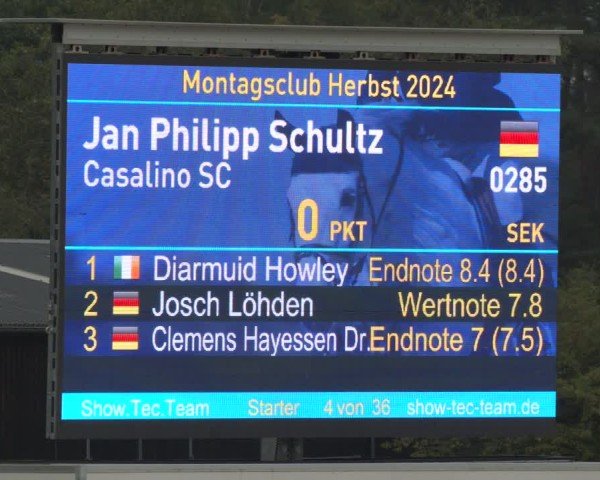 Montagsclub Herbst 2024
Jan Philipp Schultz
Casalino SC 0285
0 PKT SEK
1 Diarmuid Howley Endnote 8.4 (8.4)
2 Josch Löhden Wertnote 7.8
3 Clemens Hayessen Dr. Endnote 7 (7.5)
Show.Tec.Team Starter 4 von 36 show-tec-team.de